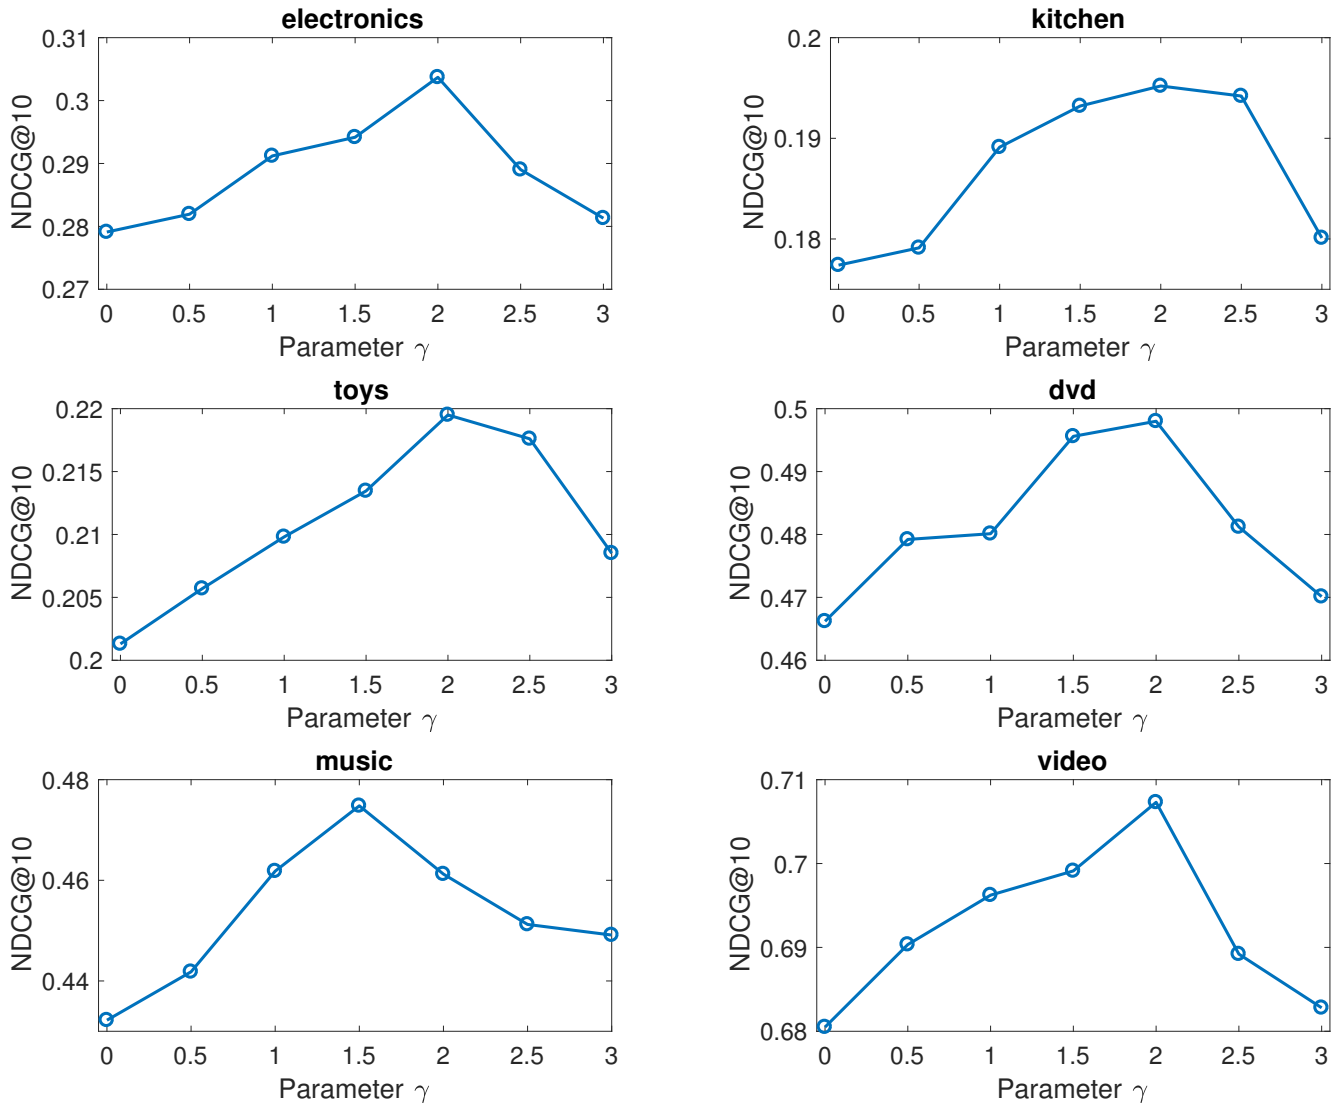 electronics
NDCG@10
0.31
0.3
0.29
0.28
0.27
0 0.5 1 1.5 2 2.5 3
Parameter γ
kitchen
NDCG@10
0.2
0.19
0.18
0 0.5 1 1.5 2 2.5 3
Parameter γ
toys
NDCG@10
0.22
0.215
0.21
0.205
0.2
0 0.5 1 1.5 2 2.5 3
Parameter γ
dvd
NDCG@10
0.5
0.49
0.48
0.47
0.46
0 0.5 1 1.5 2 2.5 3
Parameter γ
music
NDCG@10
0.48
0.46
0.44
0 0.5 1 1.5 2 2.5 3
Parameter γ
video
NDCG@10
0.71
0.7
0.69
0.68
0 0.5 1 1.5 2 2.5 3
Parameter γ